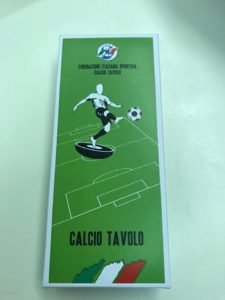 FEDERAZIONE ITALIANA SPORTIVA
CALCIO TAVOLO
CALCIO TAVOLO